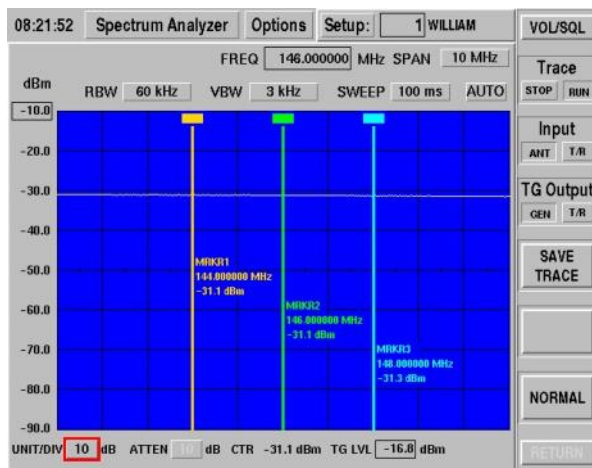 08:21:52 Spectrum Analyzer Options Setup: 1 WILLIAM VOL/SQL
FREQ 146.000000 MHz SPAN 10 MHz
dBm RBW 60 kHz VBW 3 kHz SWEEP 100 ms AUTO
Trace
STOP RUN
-10.0
Input
ANT T/R
-20.0
-30.0
TG Output
GEN T/R
-40.0
MRKR1
144.000000 MHz
-31.1 dBm
-50.0
SAVE
TRACE
MRKR2
146.000000 MHz
-31.1 dBm
-60.0
MRKR3
148.000000 MHz
-31.3 dBm
-70.0
-80.0
NORMAL
-90.0
UNIT/DIV 10 dB ATTEN 10 dB CTR -31.1 dBm TG LVL -16.8 dBm
RETURN